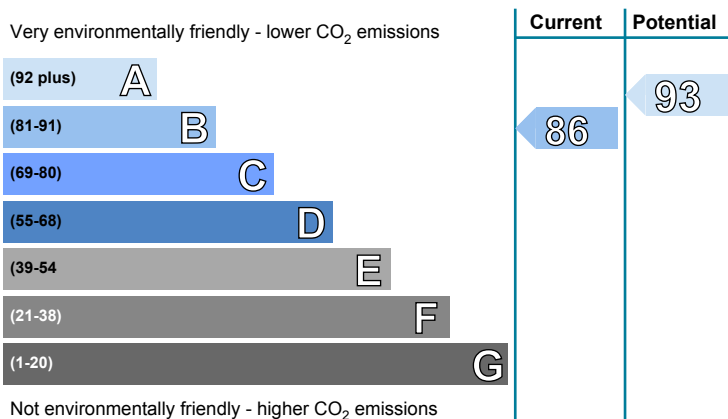 Current Potential
Very environmentally friendly - lower CO2 emissions
(92 plus) A
93
(81-91) B
86
(69-80) C
(55-68) D
(39-54 E
(21-38) F
(1-20) G
Not environmentally friendly - higher CO2 emissions